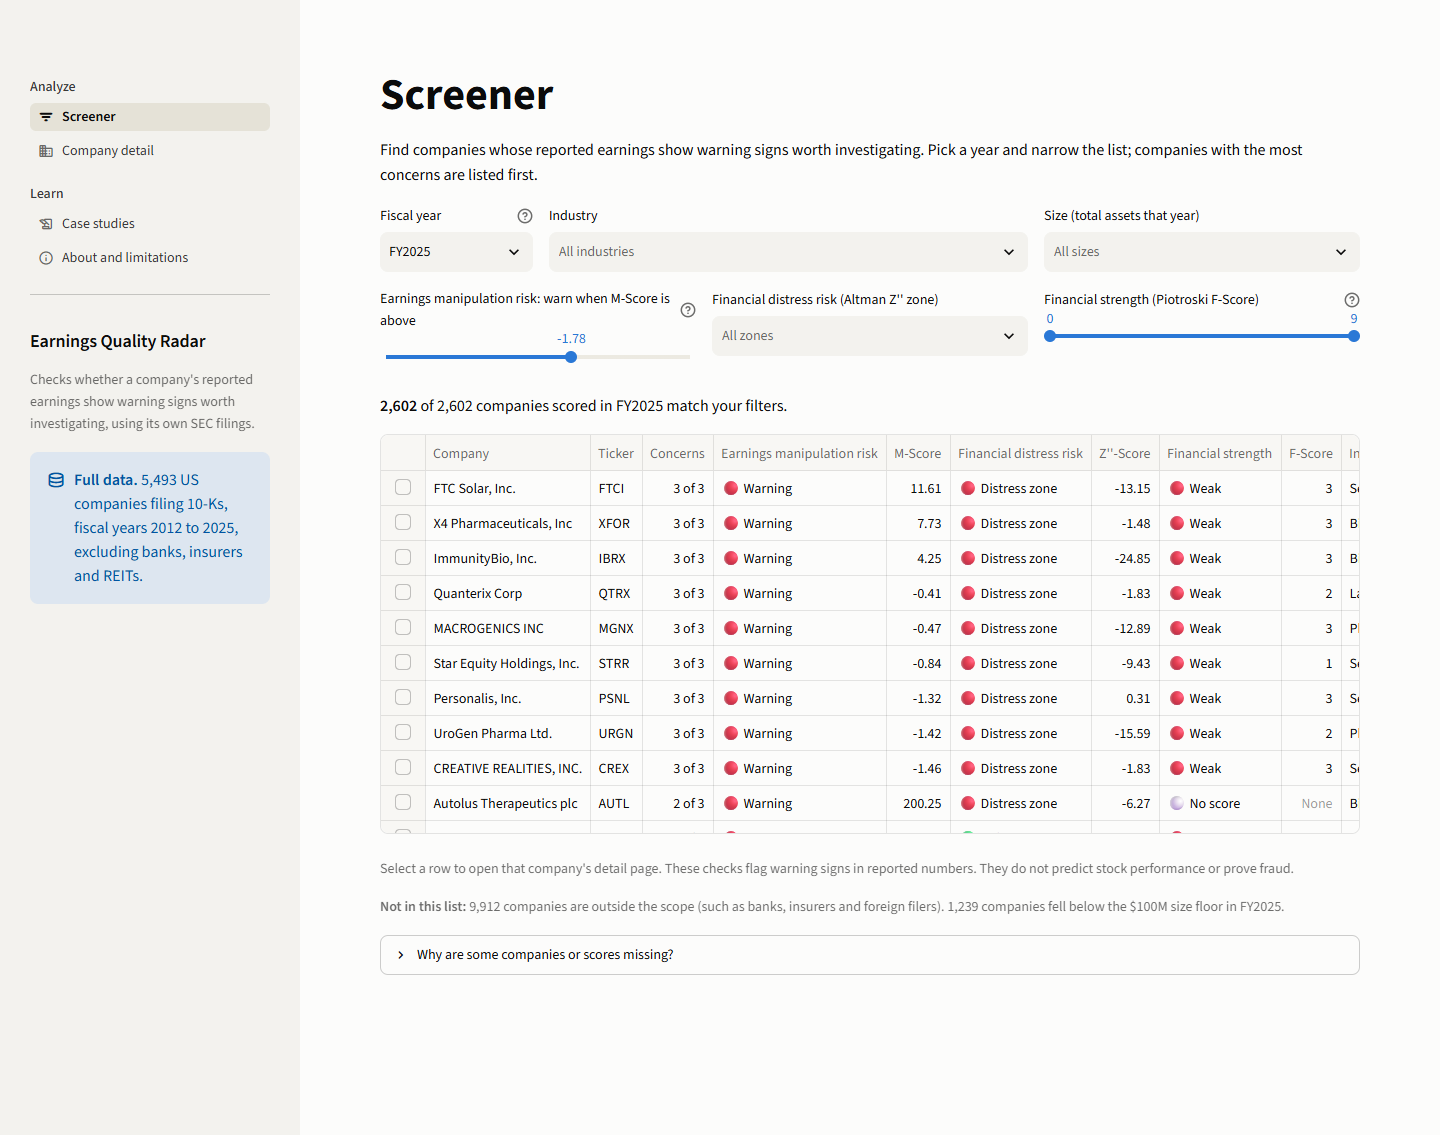 Analyze
Screener
Company detail
Learn
Case studies
About and limitations
Earnings Quality Radar
Checks whether a company's reported
earnings show warning signs worth
investigating, using its own SEC filings.
Full data. 5,493 US
companies filing 10-Ks,
fiscal years 2012 to 2025,
excluding banks, insurers
and REITs.
Screener
Find companies whose reported earnings show warning signs worth investigating. Pick a year and narrow the list; companies with the most
concerns are listed first.
Fiscal year Industry Size (total assets that year)
FY2025 All industries All sizes
Earnings manipulation risk: warn when M-Score is
above
-1.78
Financial distress risk (Altman Z'' zone)
All zones
Financial strength (Piotroski F-Score)
0 9
2,602 of 2,602 companies scored in FY2025 match your filters.
Company Ticker Concerns Earnings manipulation risk M-Score Financial distress risk Z''-Score Financial strength F-Score
FTC Solar, Inc. FTCI 3 of 3 Warning 11.61 Distress zone -13.15 Weak 3
X4 Pharmaceuticals, Inc XFOR 3 of 3 Warning 7.73 Distress zone -1.48 Weak 3
ImmunityBio, Inc. IBRX 3 of 3 Warning 4.25 Distress zone -24.85 Weak 3
Quanterix Corp QTRX 3 of 3 Warning -0.41 Distress zone -1.83 Weak 2
MACROGENICS INC MGNX 3 of 3 Warning -0.47 Distress zone -12.89 Weak 3
Star Equity Holdings, Inc. STRR 3 of 3 Warning -0.84 Distress zone -9.43 Weak 1
Personalis, Inc. PSNL 3 of 3 Warning -1.32 Distress zone 0.31 Weak 3
UroGen Pharma Ltd. URGN 3 of 3 Warning -1.42 Distress zone -15.59 Weak 2
CREATIVE REALITIES, INC. CREX 3 of 3 Warning -1.46 Distress zone -1.83 Weak 3
Autolus Therapeutics plc AUTL 2 of 3 Warning 200.25 Distress zone -6.27 No score None
Select a row to open that company's detail page. These checks flag warning signs in reported numbers. They do not predict stock performance or prove fraud.
Not in this list: 9,912 companies are outside the scope (such as banks, insurers and foreign filers). 1,239 companies fell below the $100M size floor in FY2025.
Why are some companies or scores missing?